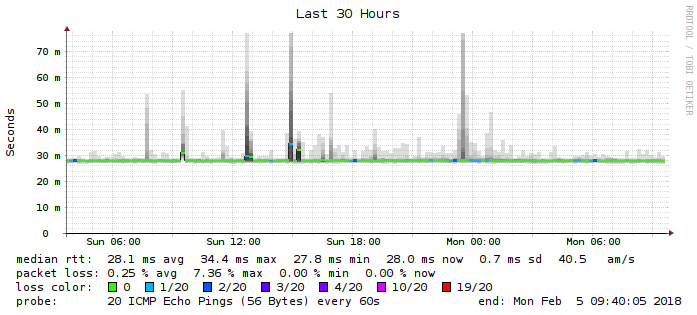 Last 30 Hours
RRDTOOL / TOBI OETIKER
Seconds
70 m
60 m
50 m
40 m
30 m
20 m
10 m
0
Sun 06:00 Sun 12:00 Sun 18:00 Mon 00:00 Mon 06:00
median rtt: 28.1 ms avg 34.4 ms max 27.8 ms min 28.0 ms now 0.7 ms sd 40.5 am/s
packet loss: 0.25 % avg 7.36 % max 0.00 % min 0.00 % now
loss color: 0 1/20 2/20 3/20 4/20 10/20 19/20
probe: 20 ICMP Echo Pings (56 Bytes) every 60s end: Mon Feb 5 09:40:05 2018